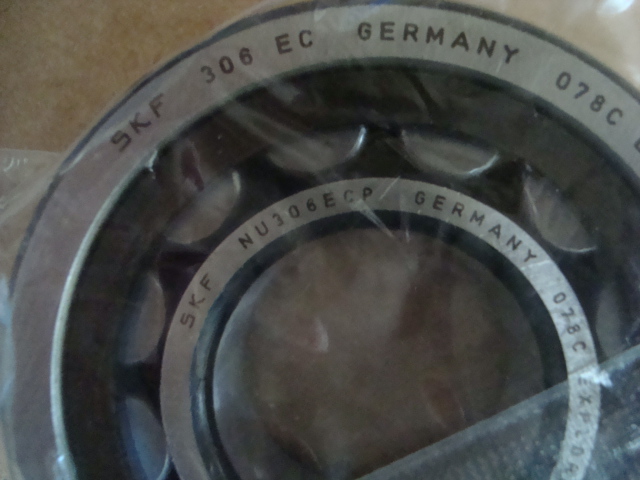 SKF 306 EC GERMANY 078C
SKF NU306ECP GERMANY 078C